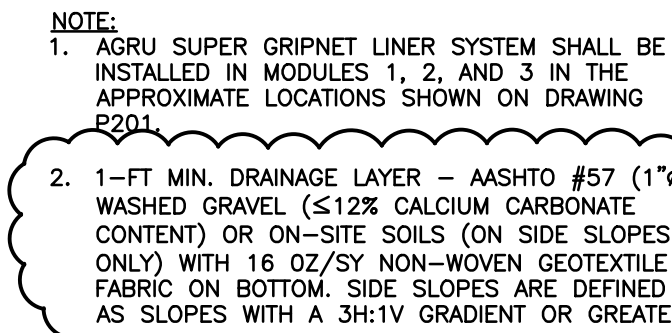 NOTE:
1. AGRU SUPER GRIPNET LINER SYSTEM SHALL BE
INSTALLED IN MODULES 1, 2, AND 3 IN THE
APPROXIMATE LOCATIONS SHOWN ON DRAWING
P201.
2. 1-FT MIN. DRAINAGE LAYER – AASHTO #57 (1"Ø
WASHED GRAVEL (≤12% CALCIUM CARBONATE
CONTENT) OR ON-SITE SOILS (ON SIDE SLOPES
ONLY) WITH 16 OZ/SY NON-WOVEN GEOTEXTILE
FABRIC ON BOTTOM. SIDE SLOPES ARE DEFINED
AS SLOPES WITH A 3H:1V GRADIENT OR GREATE